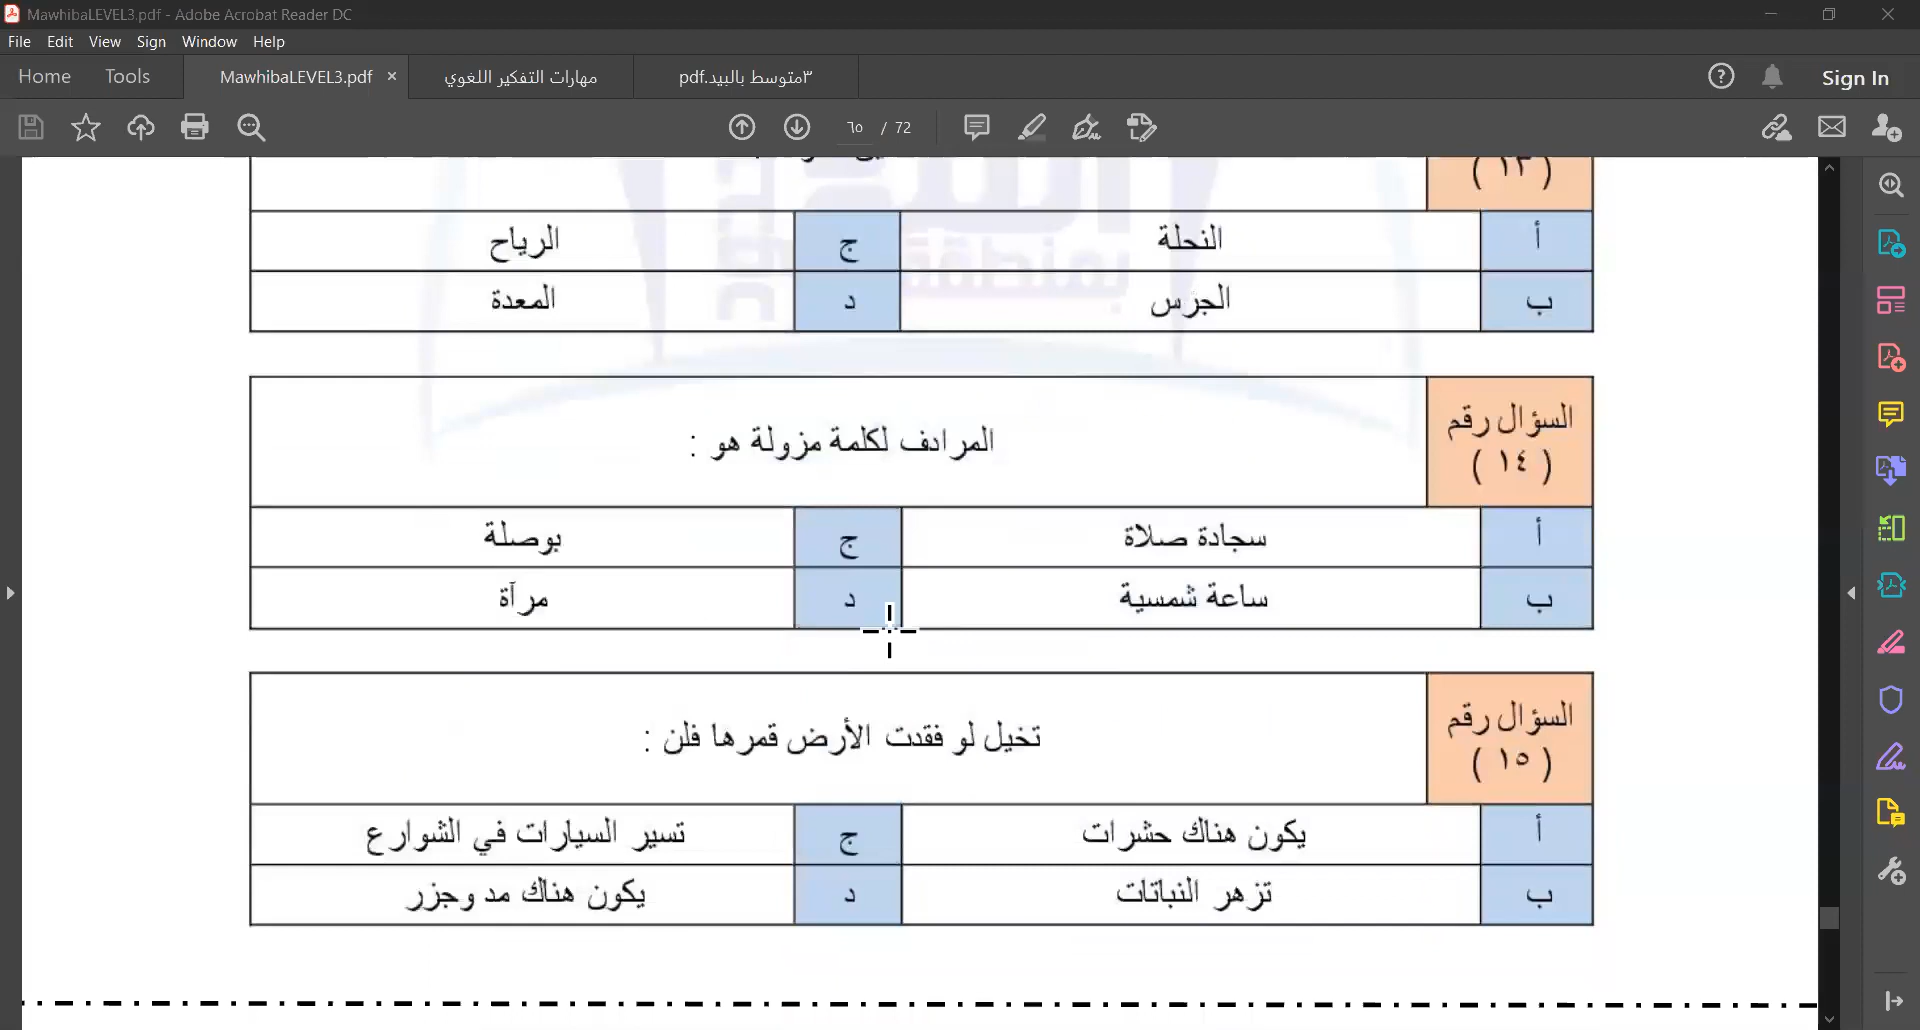 MawhibaLEVEL3.pdf - Adobe Acrobat Reader DC
File Edit View Sign Window Help
Home Tools MawhibaLEVEL3.pdf × مهارات التفكير اللغوي ٣متوسط بالبيد.pdf Sign In
٦٥ / 72
( ١٣ )
أ النحلة ج الرياح
ب الجرس د المعدة
السؤال رقم
( ١٤ )
المرادف لكلمة مزولة هو :
أ سجادة صلاة ج بوصلة
ب ساعة شمسية د مرآة
السؤال رقم
( ١٥ )
تخيل لو فقدت الأرض قمرها فلن :
أ يكون هناك حشرات ج تسير السيارات في الشوارع
ب تزهر النباتات د يكون هناك مد وجزر